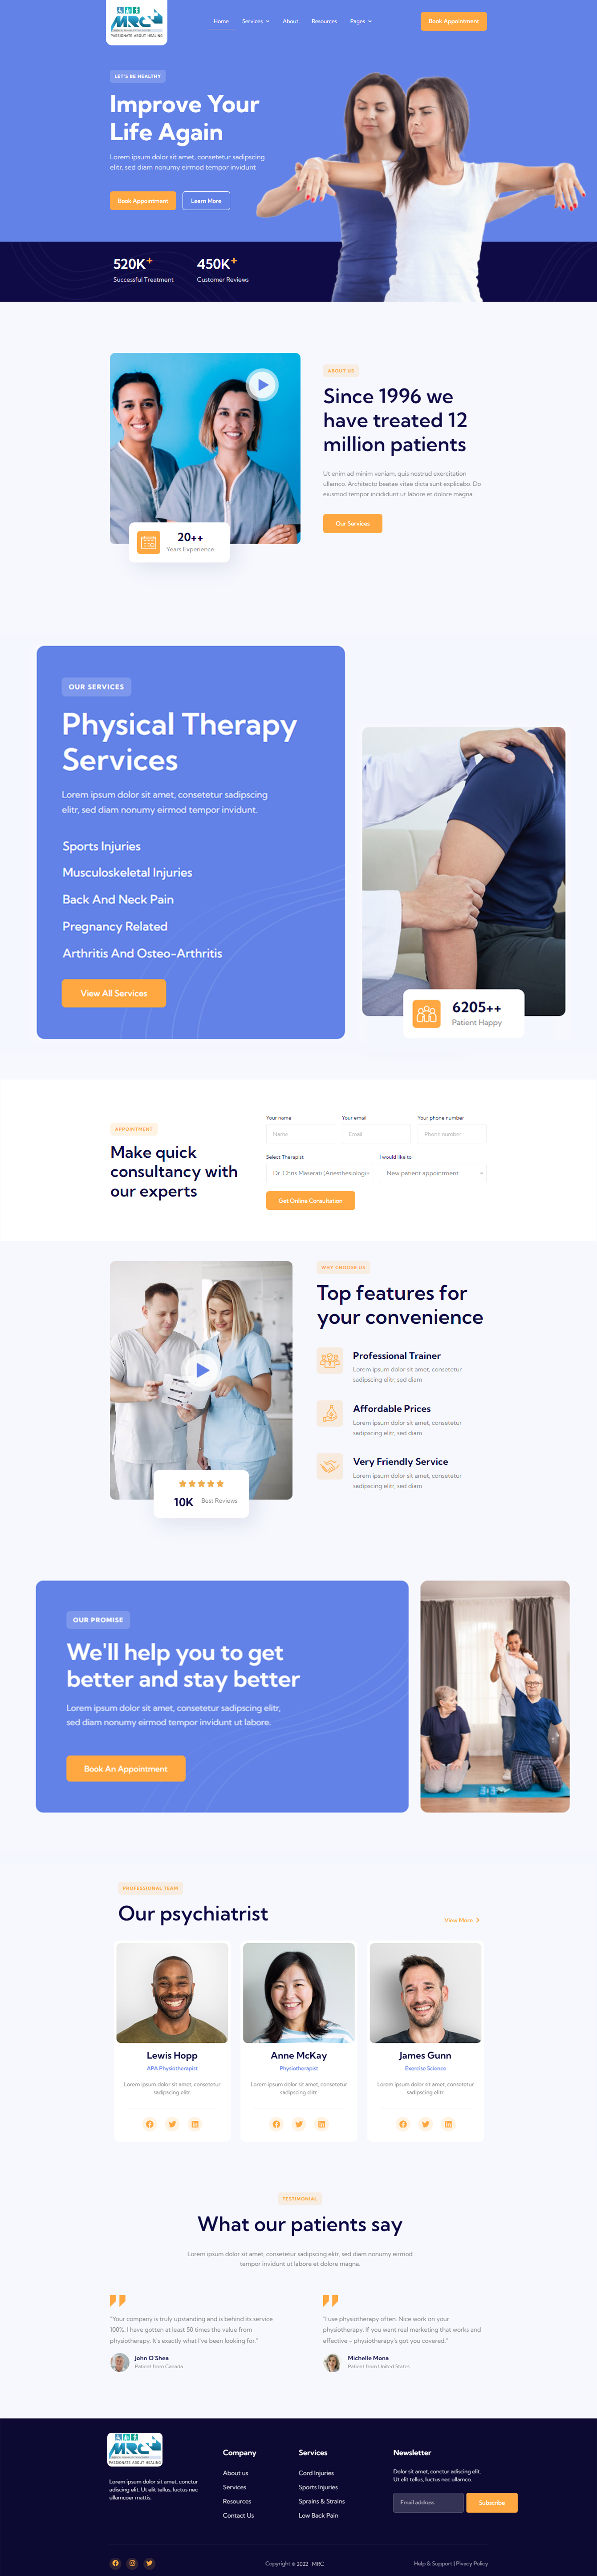 MRC
PASSIONATE ABOUT HEALING
Home Services About Resources Pages
Book Appointment
LET'S BE HEALTHY
Improve Your
Life Again
Lorem ipsum dolor sit amet, consetetur sadipscing
elitr, sed diam nonumy eirmod tempor invidunt
Book Appointment Learn More
520K+ 450K+
Successful Treatment Customer Reviews
ABOUT US
Since 1996 we
have treated 12
million patients
Ut enim ad minim veniam, quis nostrud exercitation
ullamco. Architecto beatae vitae dicta sunt explicabo. Do
eiusmod tempor incididunt ut labore et dolore magna.
Our Services
20++
Years Experience
OUR SERVICES
Physical Therapy
Services
Lorem ipsum dolor sit amet, consetetur sadipscing
elitr, sed diam nonumy eirmod tempor invidunt.
Sports Injuries
Musculoskeletal Injuries
Back And Neck Pain
Pregnancy Related
Arthritis And Osteo-Arthritis
View All Services
6205++
Patient Happy
APPOINTMENT
Make quick
consultancy with
our experts
Your name Your email Your phone number
Name Email Phone number
Select Therapist I would like to
Dr. Chris Maserati (Anesthesiologi New patient appointment
Get Online Consultation
WHY CHOOSE US
Top features for
your convenience
Professional Trainer
Lorem ipsum dolor sit amet, consetetur
sadipscing elitr, sed diam
Affordable Prices
Lorem ipsum dolor sit amet, consetetur
sadipscing elitr, sed diam
Very Friendly Service
Lorem ipsum dolor sit amet, consetetur
sadipscing elitr, sed diam
10K Best Reviews
OUR PROMISE
We'll help you to get
better and stay better
Lorem ipsum dolor sit amet, consetetur sadipscing elitr,
sed diam nonumy eirmod tempor invidunt ut labore.
Book An Appointment
PROFESSIONAL TEAM
Our psychiatrist
View More
Lewis Hopp
APA Physiotherapist
Lorem ipsum dolor sit amet, consetetur
sadipscing elitr.
Anne McKay
Physiotherapist
Lorem ipsum dolor sit amet, consetetur
sadipscing elitr.
James Gunn
Exercise Science
Lorem ipsum dolor sit amet, consetetur
sadipscing elitr
TESTIMONIAL
What our patients say
Lorem ipsum dolor sit amet, consetetur sadipscing elitr, sed diam nonumy eirmod
tempor invidunt ut labore et dolore magna.
"Your company is truly upstanding and is behind its service
100%. I have gotten at least 50 times the value from
physiotherapy. It's exactly what I've been looking for."
John O'Shea
Patient from Canada
"I use physiotherapy often. Nice work on your
physiotherapy. If you want real marketing that works and
effective - physiotherapy's got you covered."
Michelle Mona
Patient from United States
MRC
PASSIONATE ABOUT HEALING
Lorem ipsum dolor sit amet, conctur
adiscing elit. Ut elit tellus, luctus nec
ullamcoer mattis.
Company
About us
Services
Resources
Contact Us
Services
Cord Injuries
Sports Injuries
Sprains & Strains
Low Back Pain
Newsletter
Dolor sit amet, conctur adiscing elit.
Ut elit tellus, luctus nec ullamco.
Email address Subscribe
Copyright © 2022 | MRC
Help & Support | Pivacy Policy